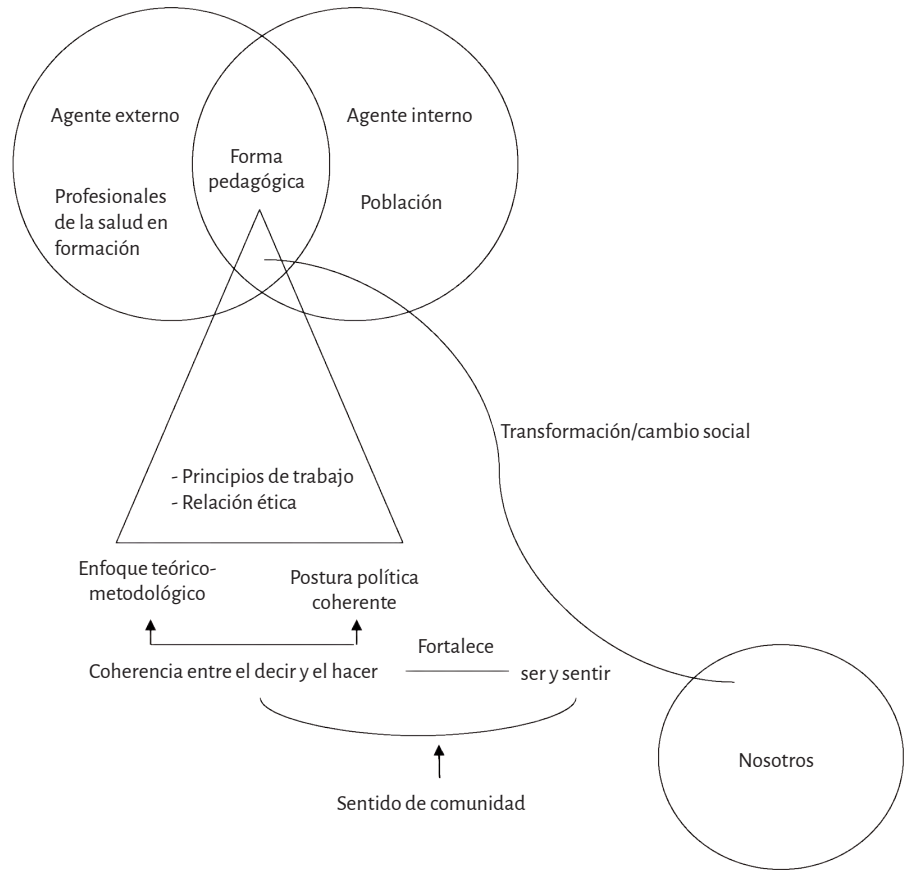 Agente externo
Agente interno
Forma
pedagógica
Profesionales
de la salud en
formación
Población
Transformación/cambio social
- Principios de trabajo
- Relación ética
Enfoque teórico-
metodológico
Postura política
coherente
Fortalece
Coherencia entre el decir y el hacer
ser y sentir
Nosotros
Sentido de comunidad